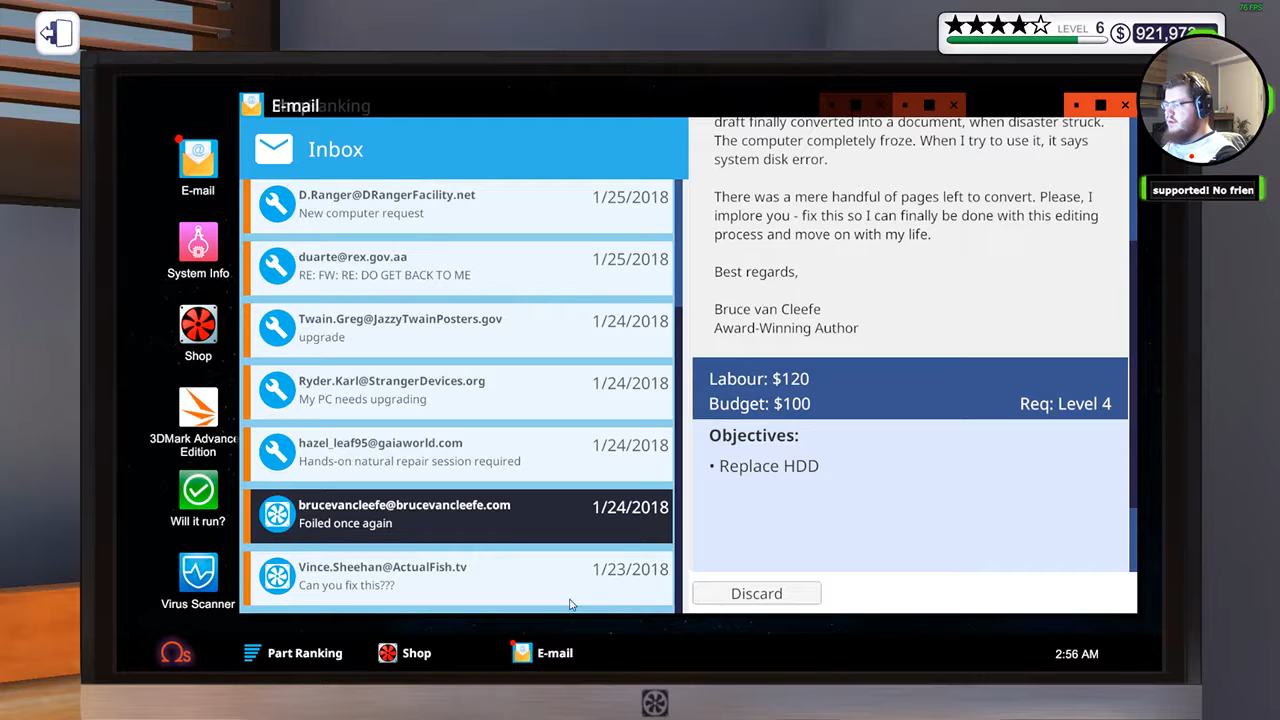 76 FPS
LEVEL 6
$ 921,973
E-mail
supported! No frien
Inbox
draft finally converted into a document, when disaster struck.
The computer completely froze. When I try to use it, it says
system disk error.
There was a mere handful of pages left to convert. Please, I
implore you - fix this so I can finally be done with this editing
process and move on with my life.
Best regards,
Bruce van Cleefe
Award-Winning Author
Labour: $120
Budget: $100
Req: Level 4
Objectives:
• Replace HDD
Discard
D.Ranger@DRangerFacility.net
1/25/2018
New computer request
duarte@rex.gov.aa
1/25/2018
RE: FW: RE: DO GET BACK TO ME
Twain.Greg@JazzyTwainPosters.gov
1/24/2018
upgrade
Ryder.Karl@StrangerDevices.org
1/24/2018
My PC needs upgrading
hazel_leaf95@gaiaworld.com
1/24/2018
Hands-on natural repair session required
brucevancleefe@brucevancleefe.com
1/24/2018
Foiled once again
Vince.Sheehan@ActualFish.tv
1/23/2018
Can you fix this???
E-mail
System Info
Shop
3DMark Advance
Edition
Will it run?
Virus Scanner
Part Ranking
Shop
E-mail
2:56 AM